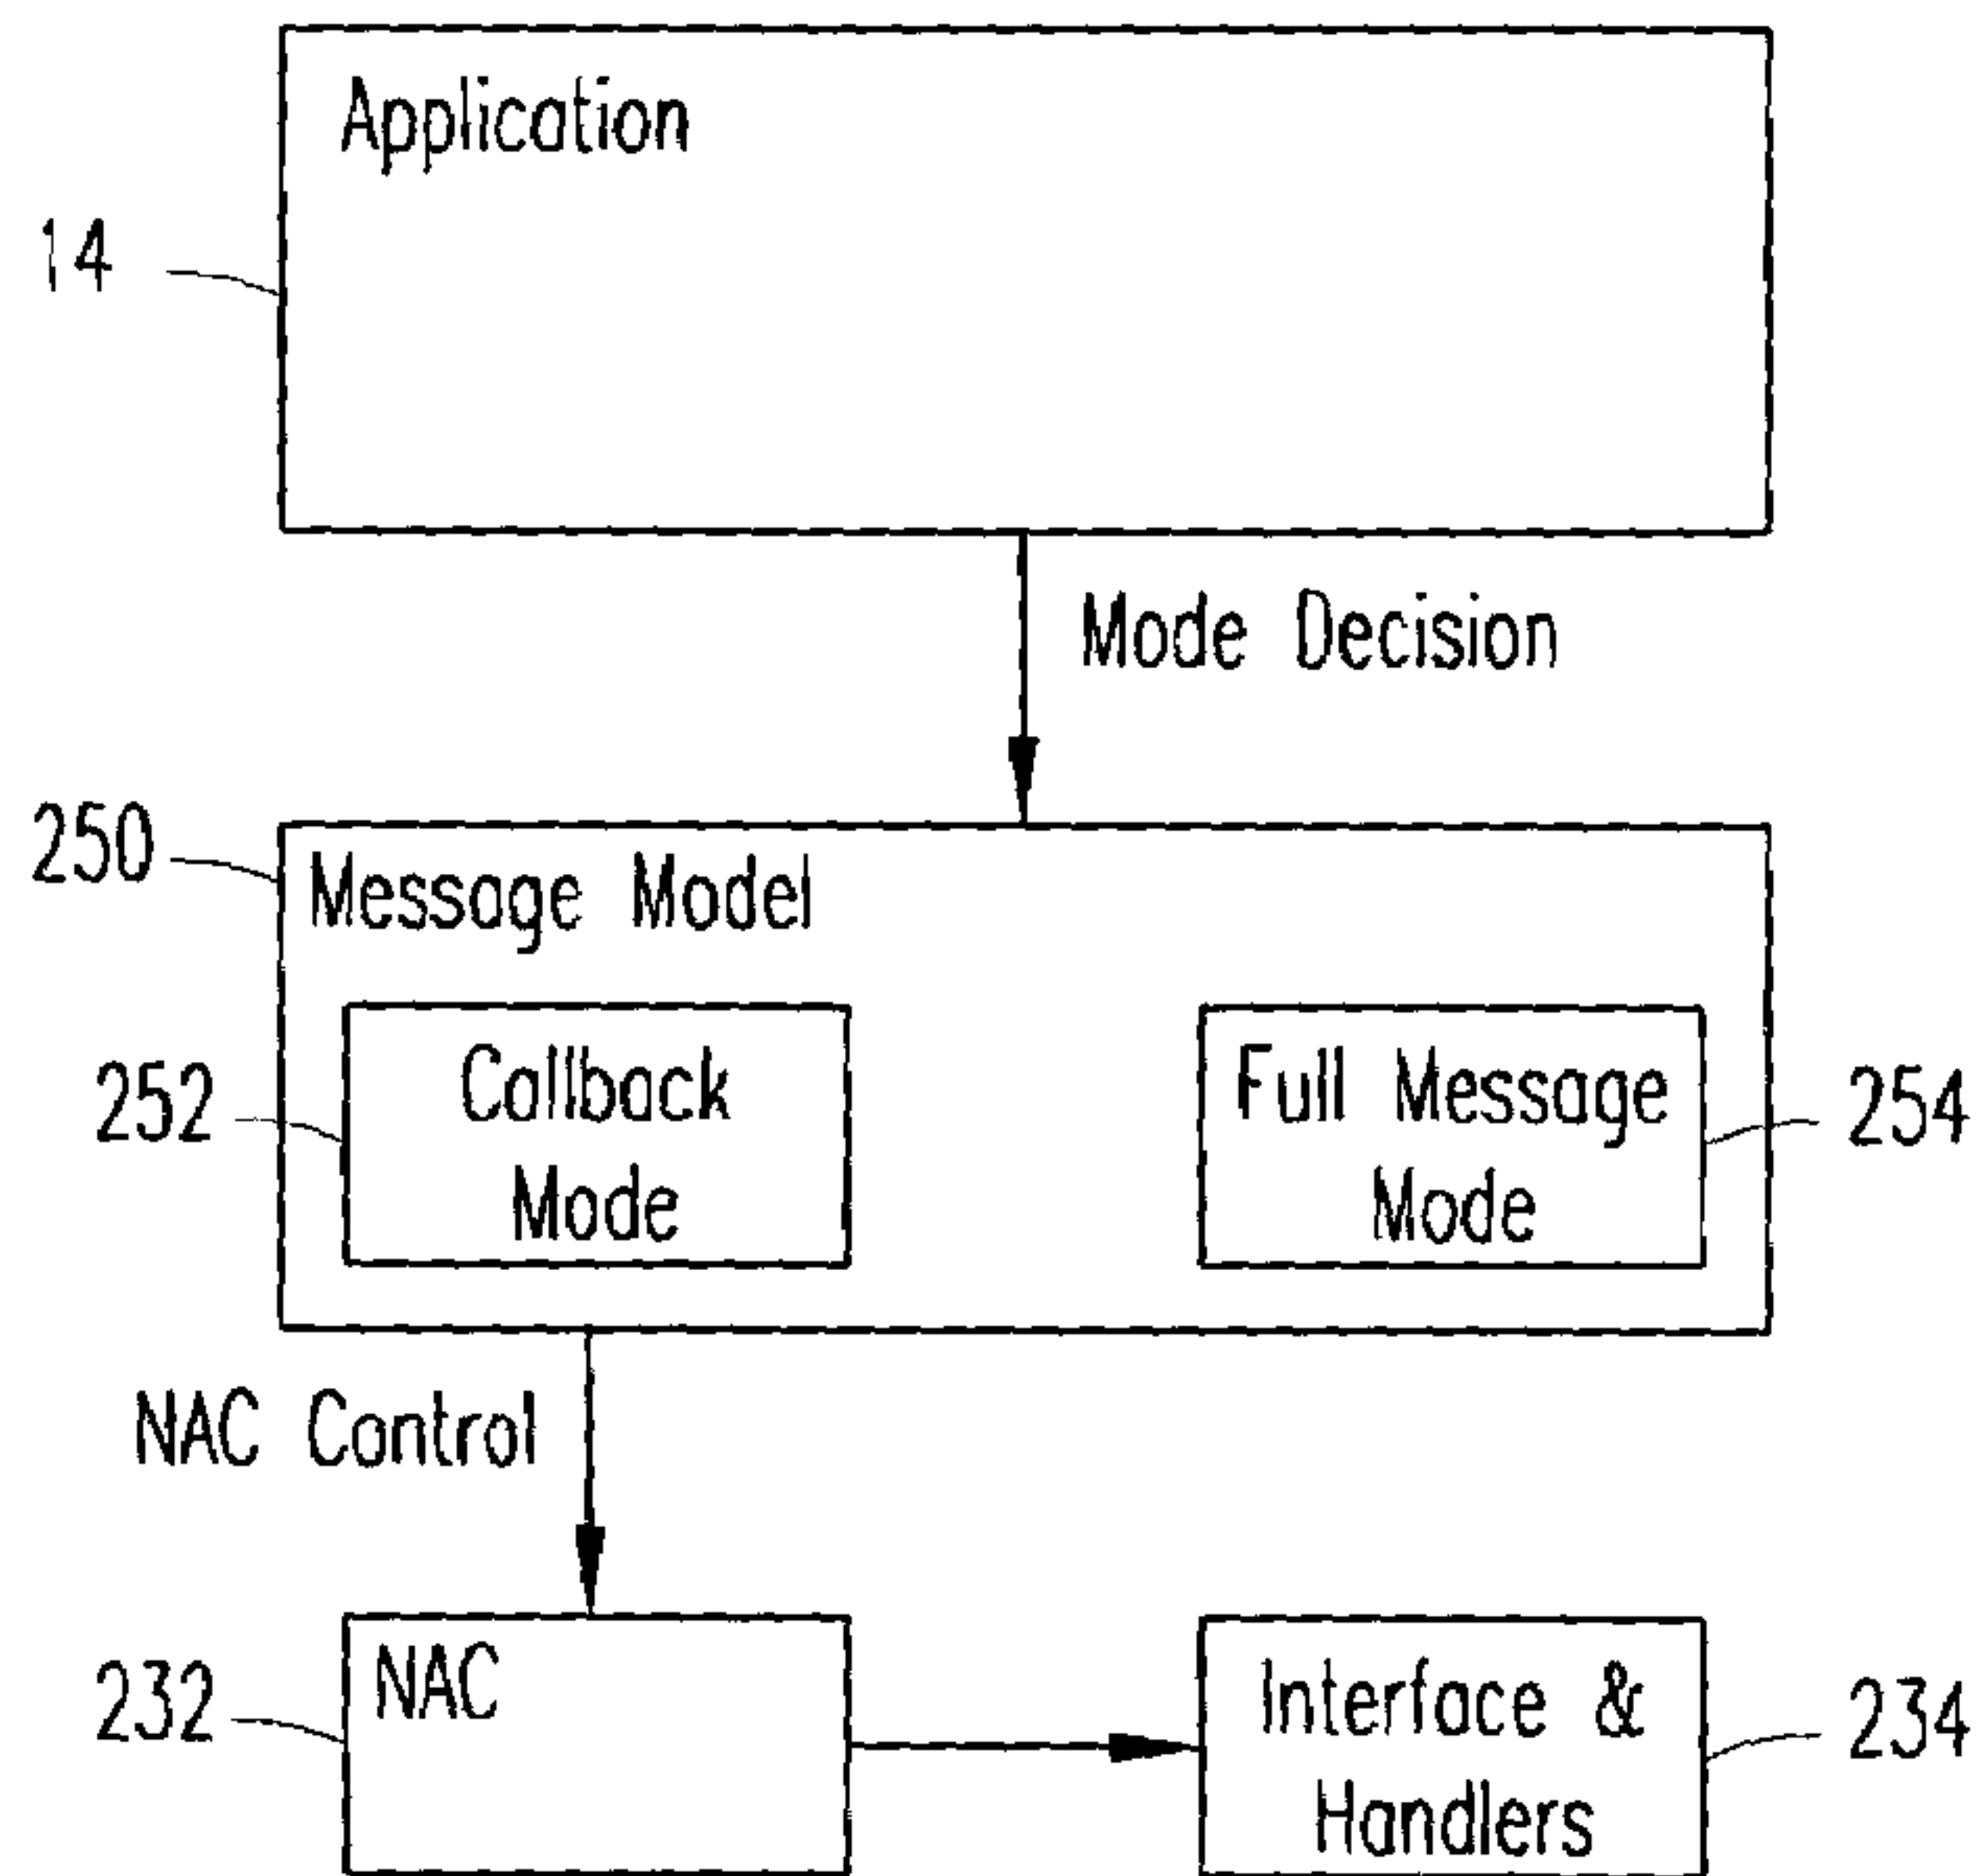 Application
14
Mode Decision
250
Message Model
252
Callback
Mode
Full Message
Mode
254
NAC Control
232
NAC
Interface &
Handlers
234